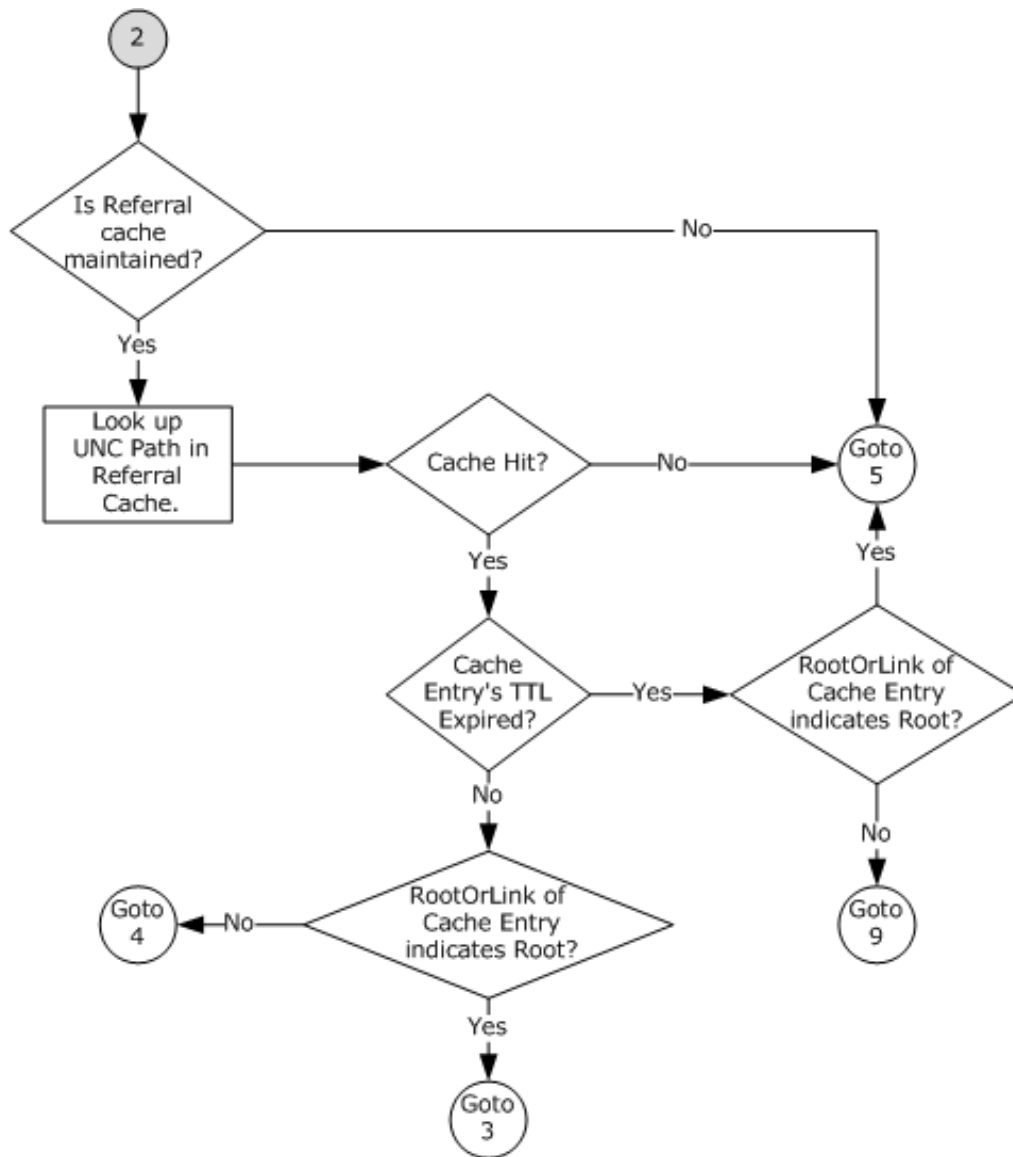 2
Is Referral
cache
maintained?
No
Yes
Look up
UNC Path in
Referral
Cache.
Cache Hit?
No
Goto
5
Yes
Yes
Cache
Entry's TTL
Expired?
Yes
RootOrLink of
Cache Entry
indicates Root?
No
No
RootOrLink of
Cache Entry
indicates Root?
No
Goto
4
Goto
9
Yes
Goto
3